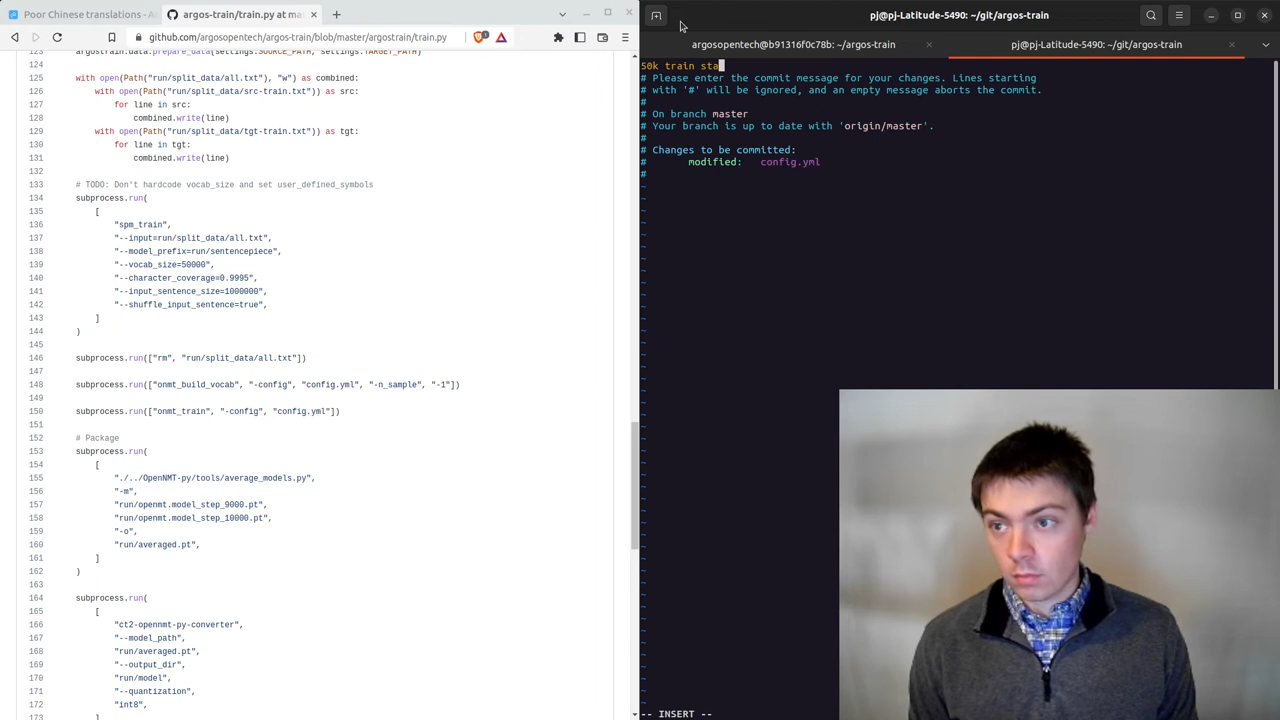 Poor Chinese translations - A
argos-train/train.py at ma
github.com/argosopentech/argos-train/blob/master/argostrain/train.py
124
125 with open(Path("run/split_data/all.txt"), "w") as combined:
126 with open(Path("run/split_data/src-train.txt")) as src:
127 for line in src:
128 combined.write(line)
129 with open(Path("run/split_data/tgt-train.txt")) as tgt:
130 for line in tgt:
131 combined.write(line)
132
133 # TODO: Don't hardcode vocab_size and set user_defined_symbols
134 subprocess.run(
135 [
136 "spm_train",
137 "--input=run/split_data/all.txt",
138 "--model_prefix=run/sentencepiece",
139 "--vocab_size=50000",
140 "--character_coverage=0.9995",
141 "--input_sentence_size=1000000",
142 "--shuffle_input_sentence=true",
143 ]
144 )
145
146 subprocess.run(["rm", "run/split_data/all.txt"])
147
148 subprocess.run(["onmt_build_vocab", "-config", "config.yml", "-n_sample", "-1"])
149
150 subprocess.run(["onmt_train", "-config", "config.yml"])
151
152 # Package
153 subprocess.run(
154 [
155 "./../OpenNMT-py/tools/average_models.py",
156 "-m",
157 "run/openmt.model_step_9000.pt",
158 "run/openmt.model_step_10000.pt",
159 "-o",
160 "run/averaged.pt",
161 ]
162 )
163
164 subprocess.run(
165 [
166 "ct2-opennmt-py-converter",
167 "--model_path",
168 "run/averaged.pt",
169 "--output_dir",
170 "run/model",
171 "--quantization",
172 "int8",
173 ]
pj@pj-Latitude-5490: ~/git/argos-train
argosopentech@b91316f0c78b: ~/argos-train
pj@pj-Latitude-5490: ~/git/argos-train
50k train sta
# Please enter the commit message for your changes. Lines starting
# with '#' will be ignored, and an empty message aborts the commit.
#
# On branch master
# Your branch is up to date with 'origin/master'.
#
# Changes to be committed:
# modified: config.yml
#
-- INSERT --